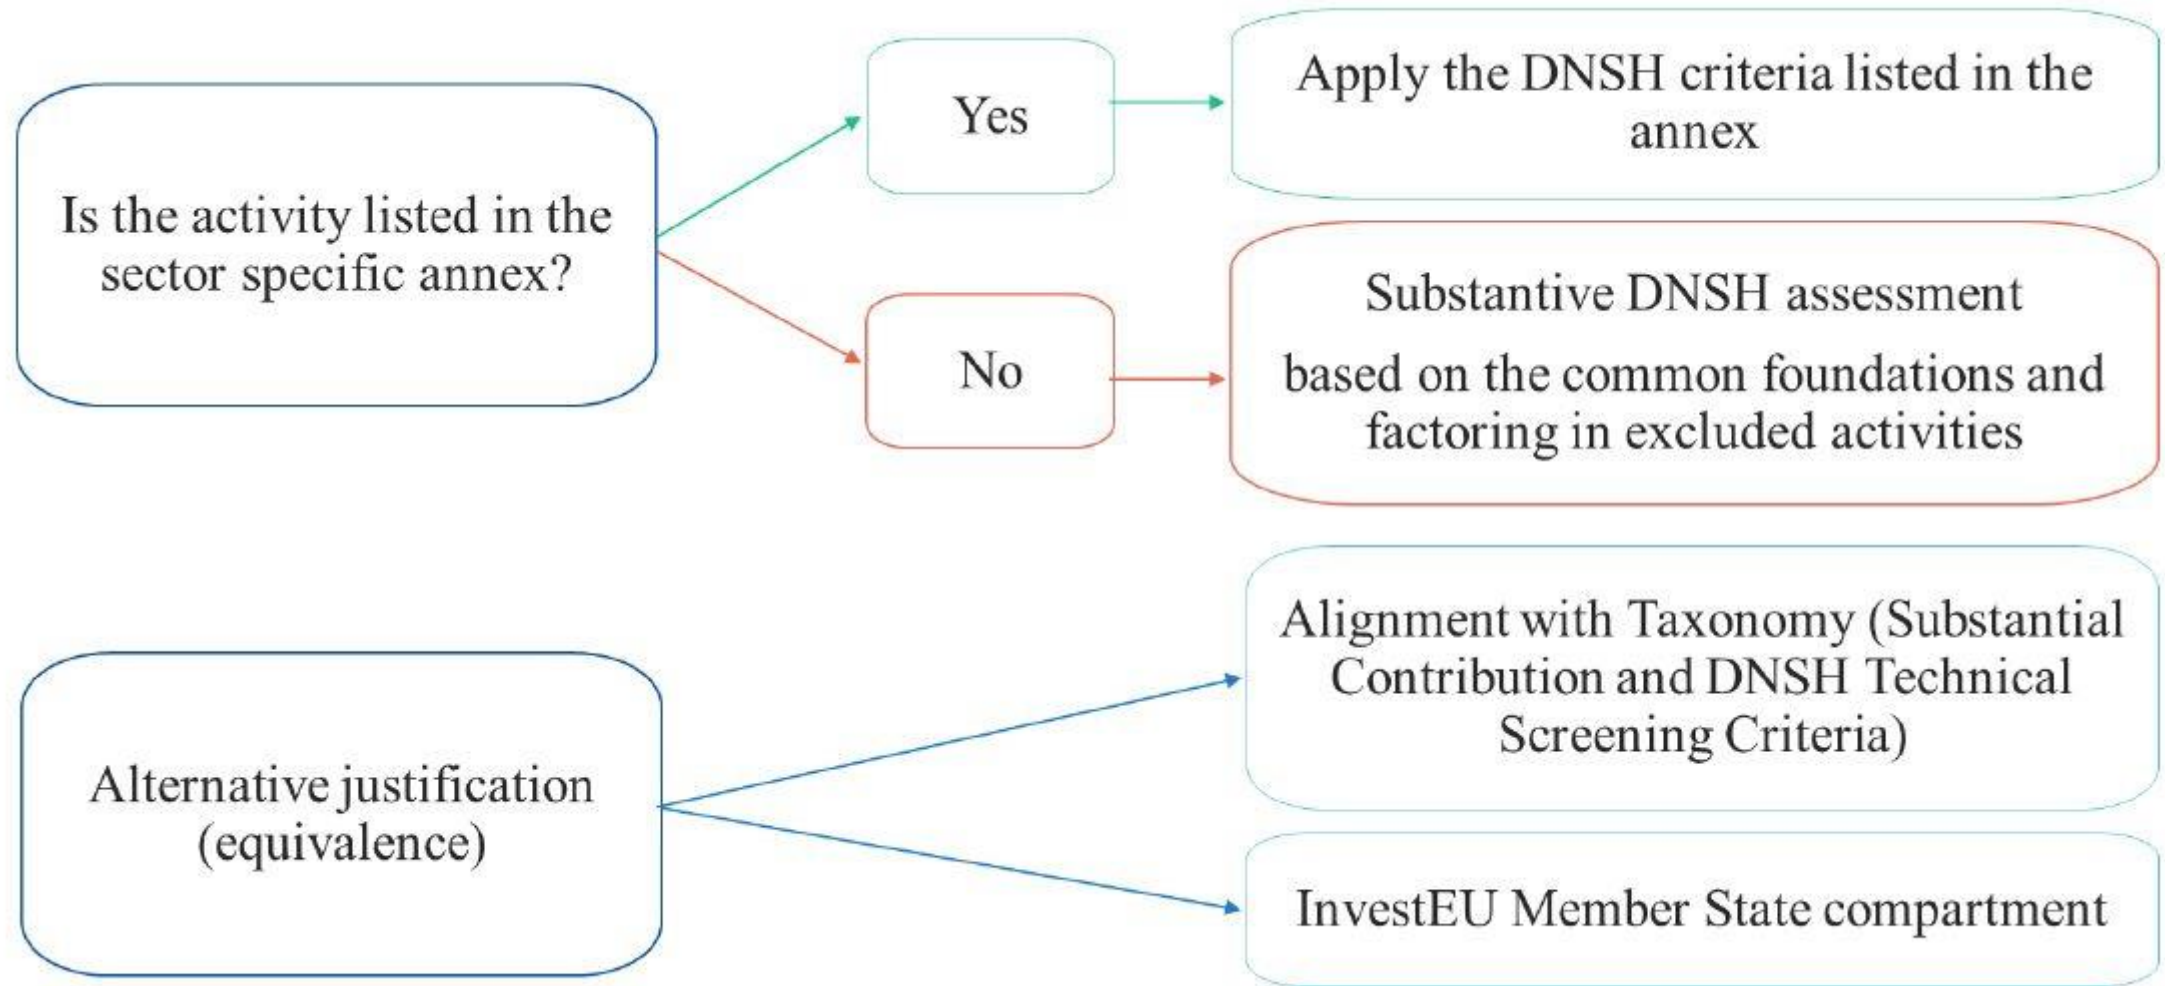 Is the activity listed in the
sector specific annex?
Yes
Apply the DNSH criteria listed in the
annex
No
Substantive DNSH assessment
based on the common foundations and
factoring in excluded activities
Alternative justification
(equivalence)
Alignment with Taxonomy (Substantial
Contribution and DNSH Technical
Screening Criteria)
InvestEU Member State compartment